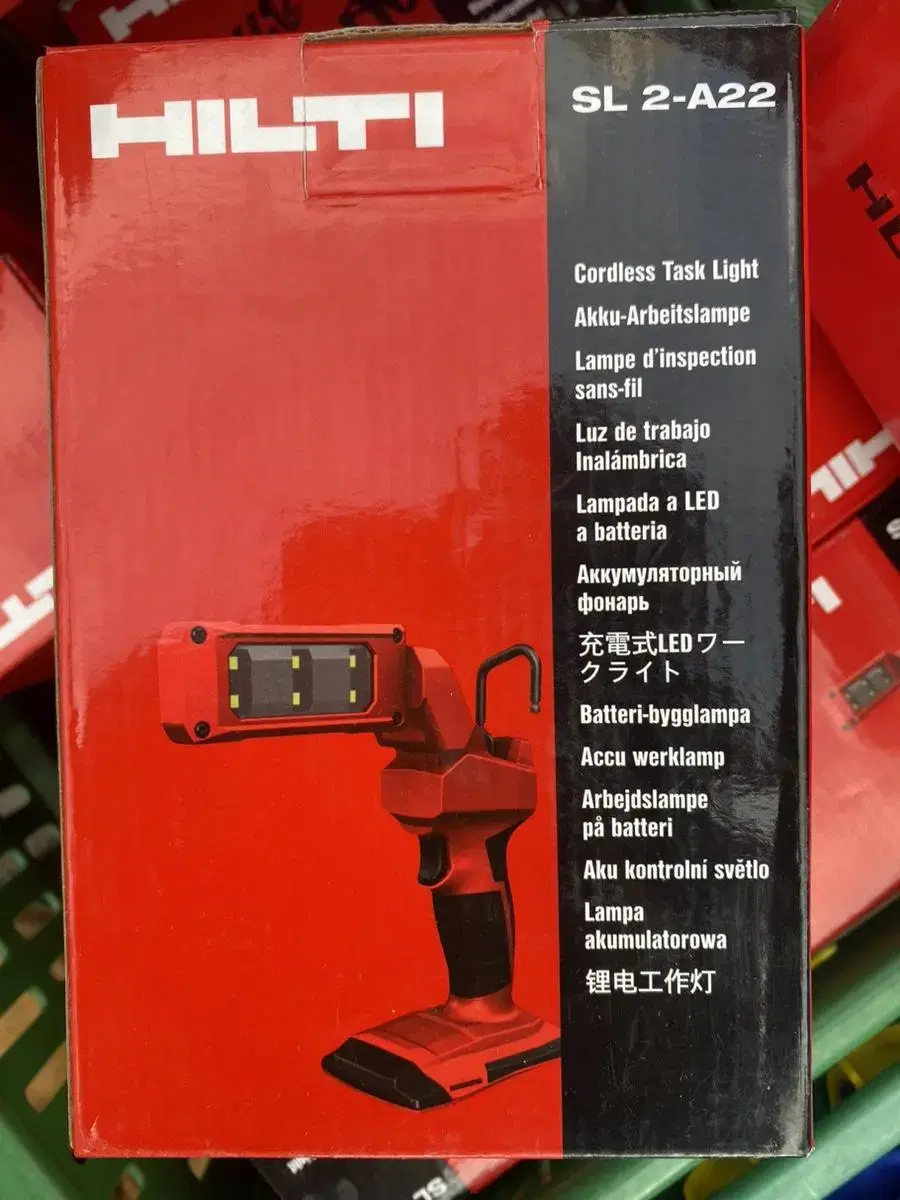 HILTI
SL 2-A22
Cordless Task Light
Akku-Arbeitslampe
Lampe d'inspection
sans-fil
Luz de trabajo
Inalámbrica
Lampada a LED
a batteria
Аккумуляторный
фонарь
充電式LEDワー
クライト
Batteri-bygglampa
Accu werklamp
Arbejdslampe
på batteri
Aku kontrolní světlo
Lampa
akumulatorowa
锂电工作灯